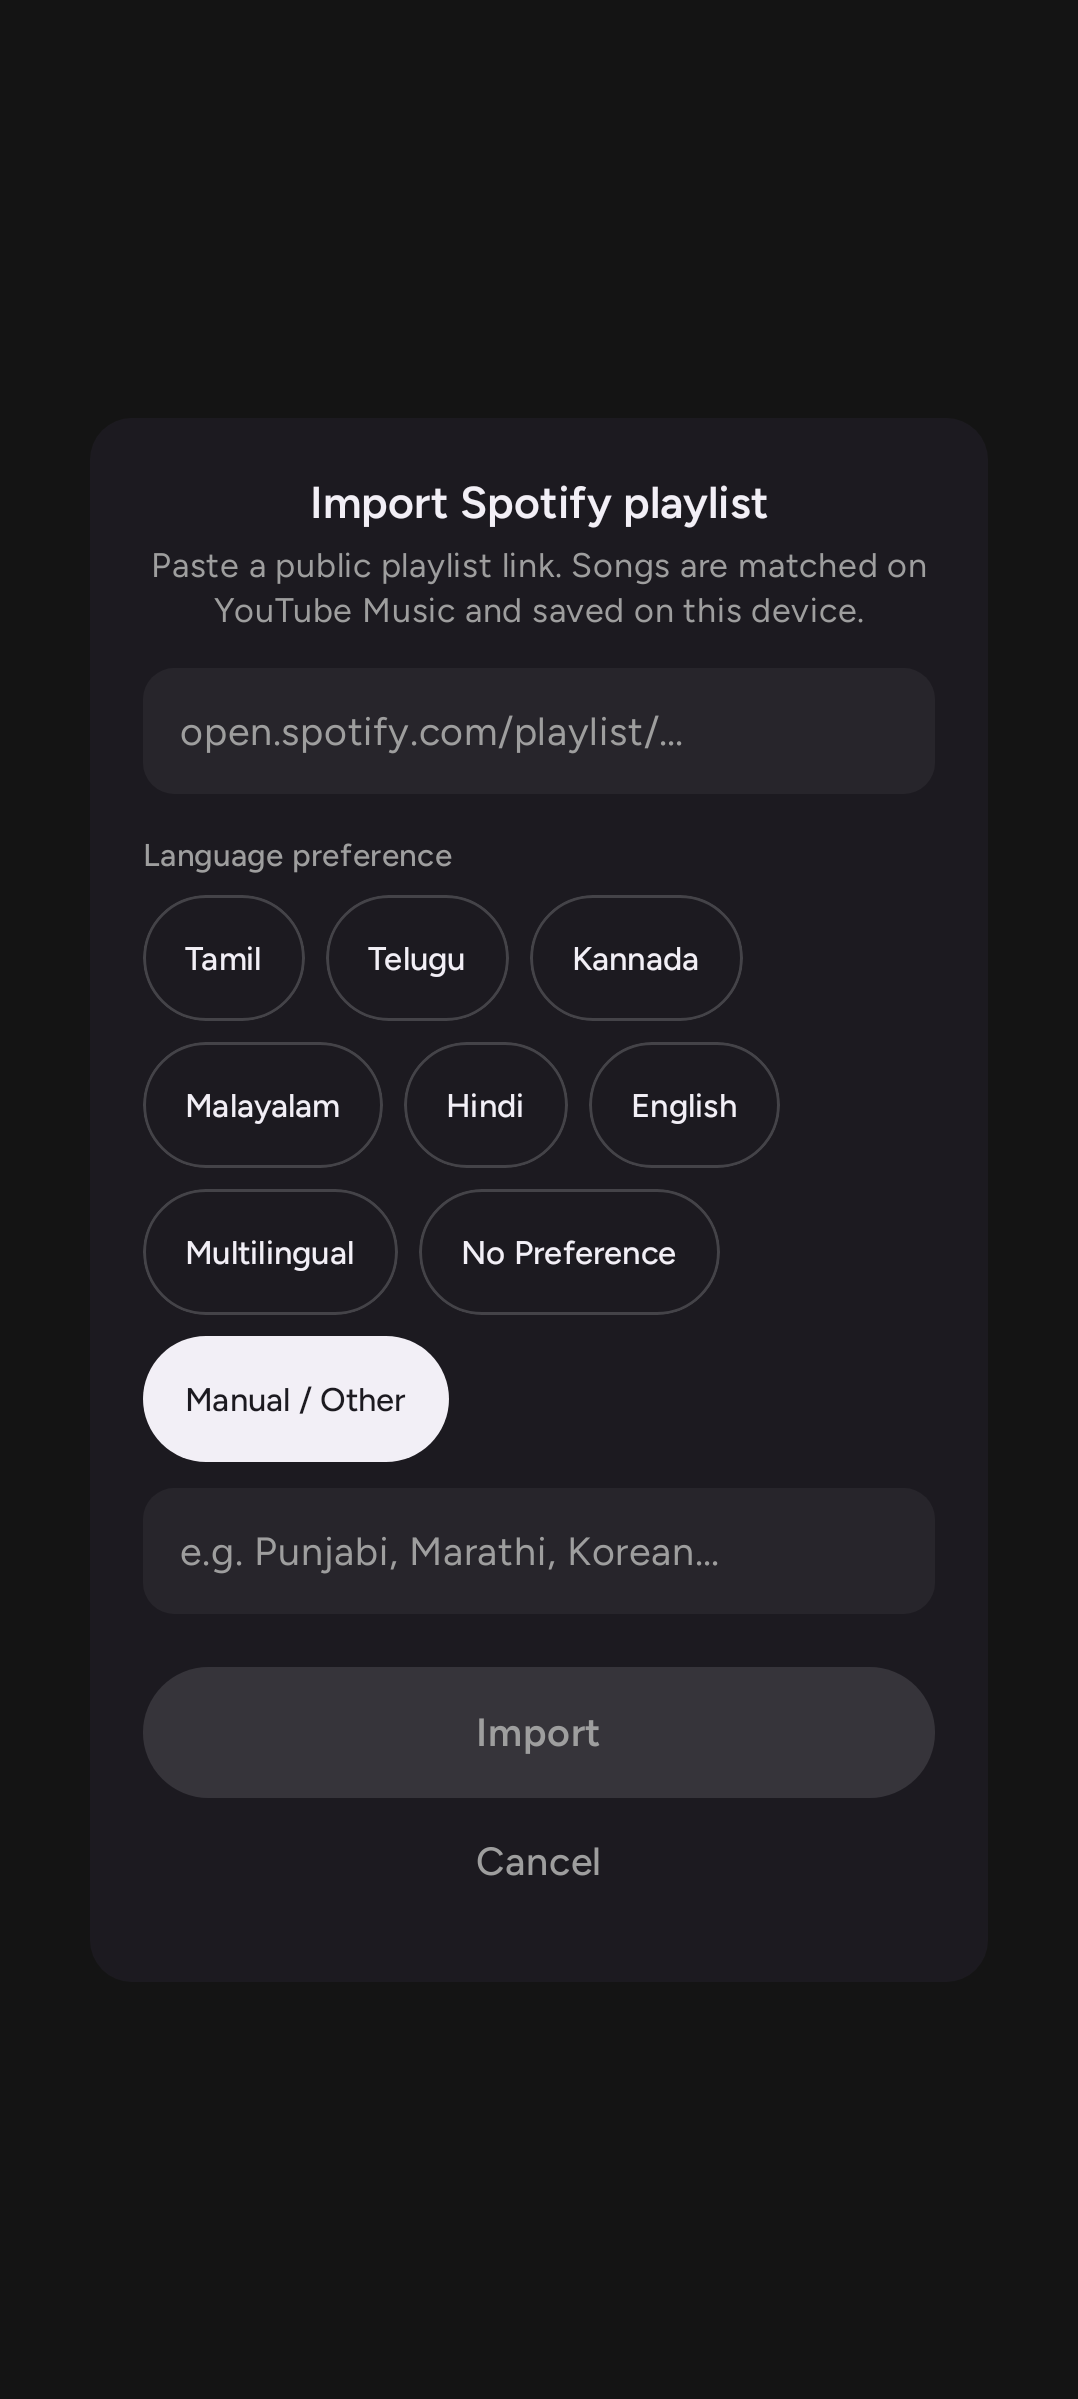 Import Spotify playlist
Paste a public playlist link. Songs are matched on
YouTube Music and saved on this device.
open.spotify.com/playlist/...
Language preference
Tamil Telugu Kannada
Malayalam Hindi English
Multilingual No Preference
Manual / Other
e.g. Punjabi, Marathi, Korean...
Import
Cancel